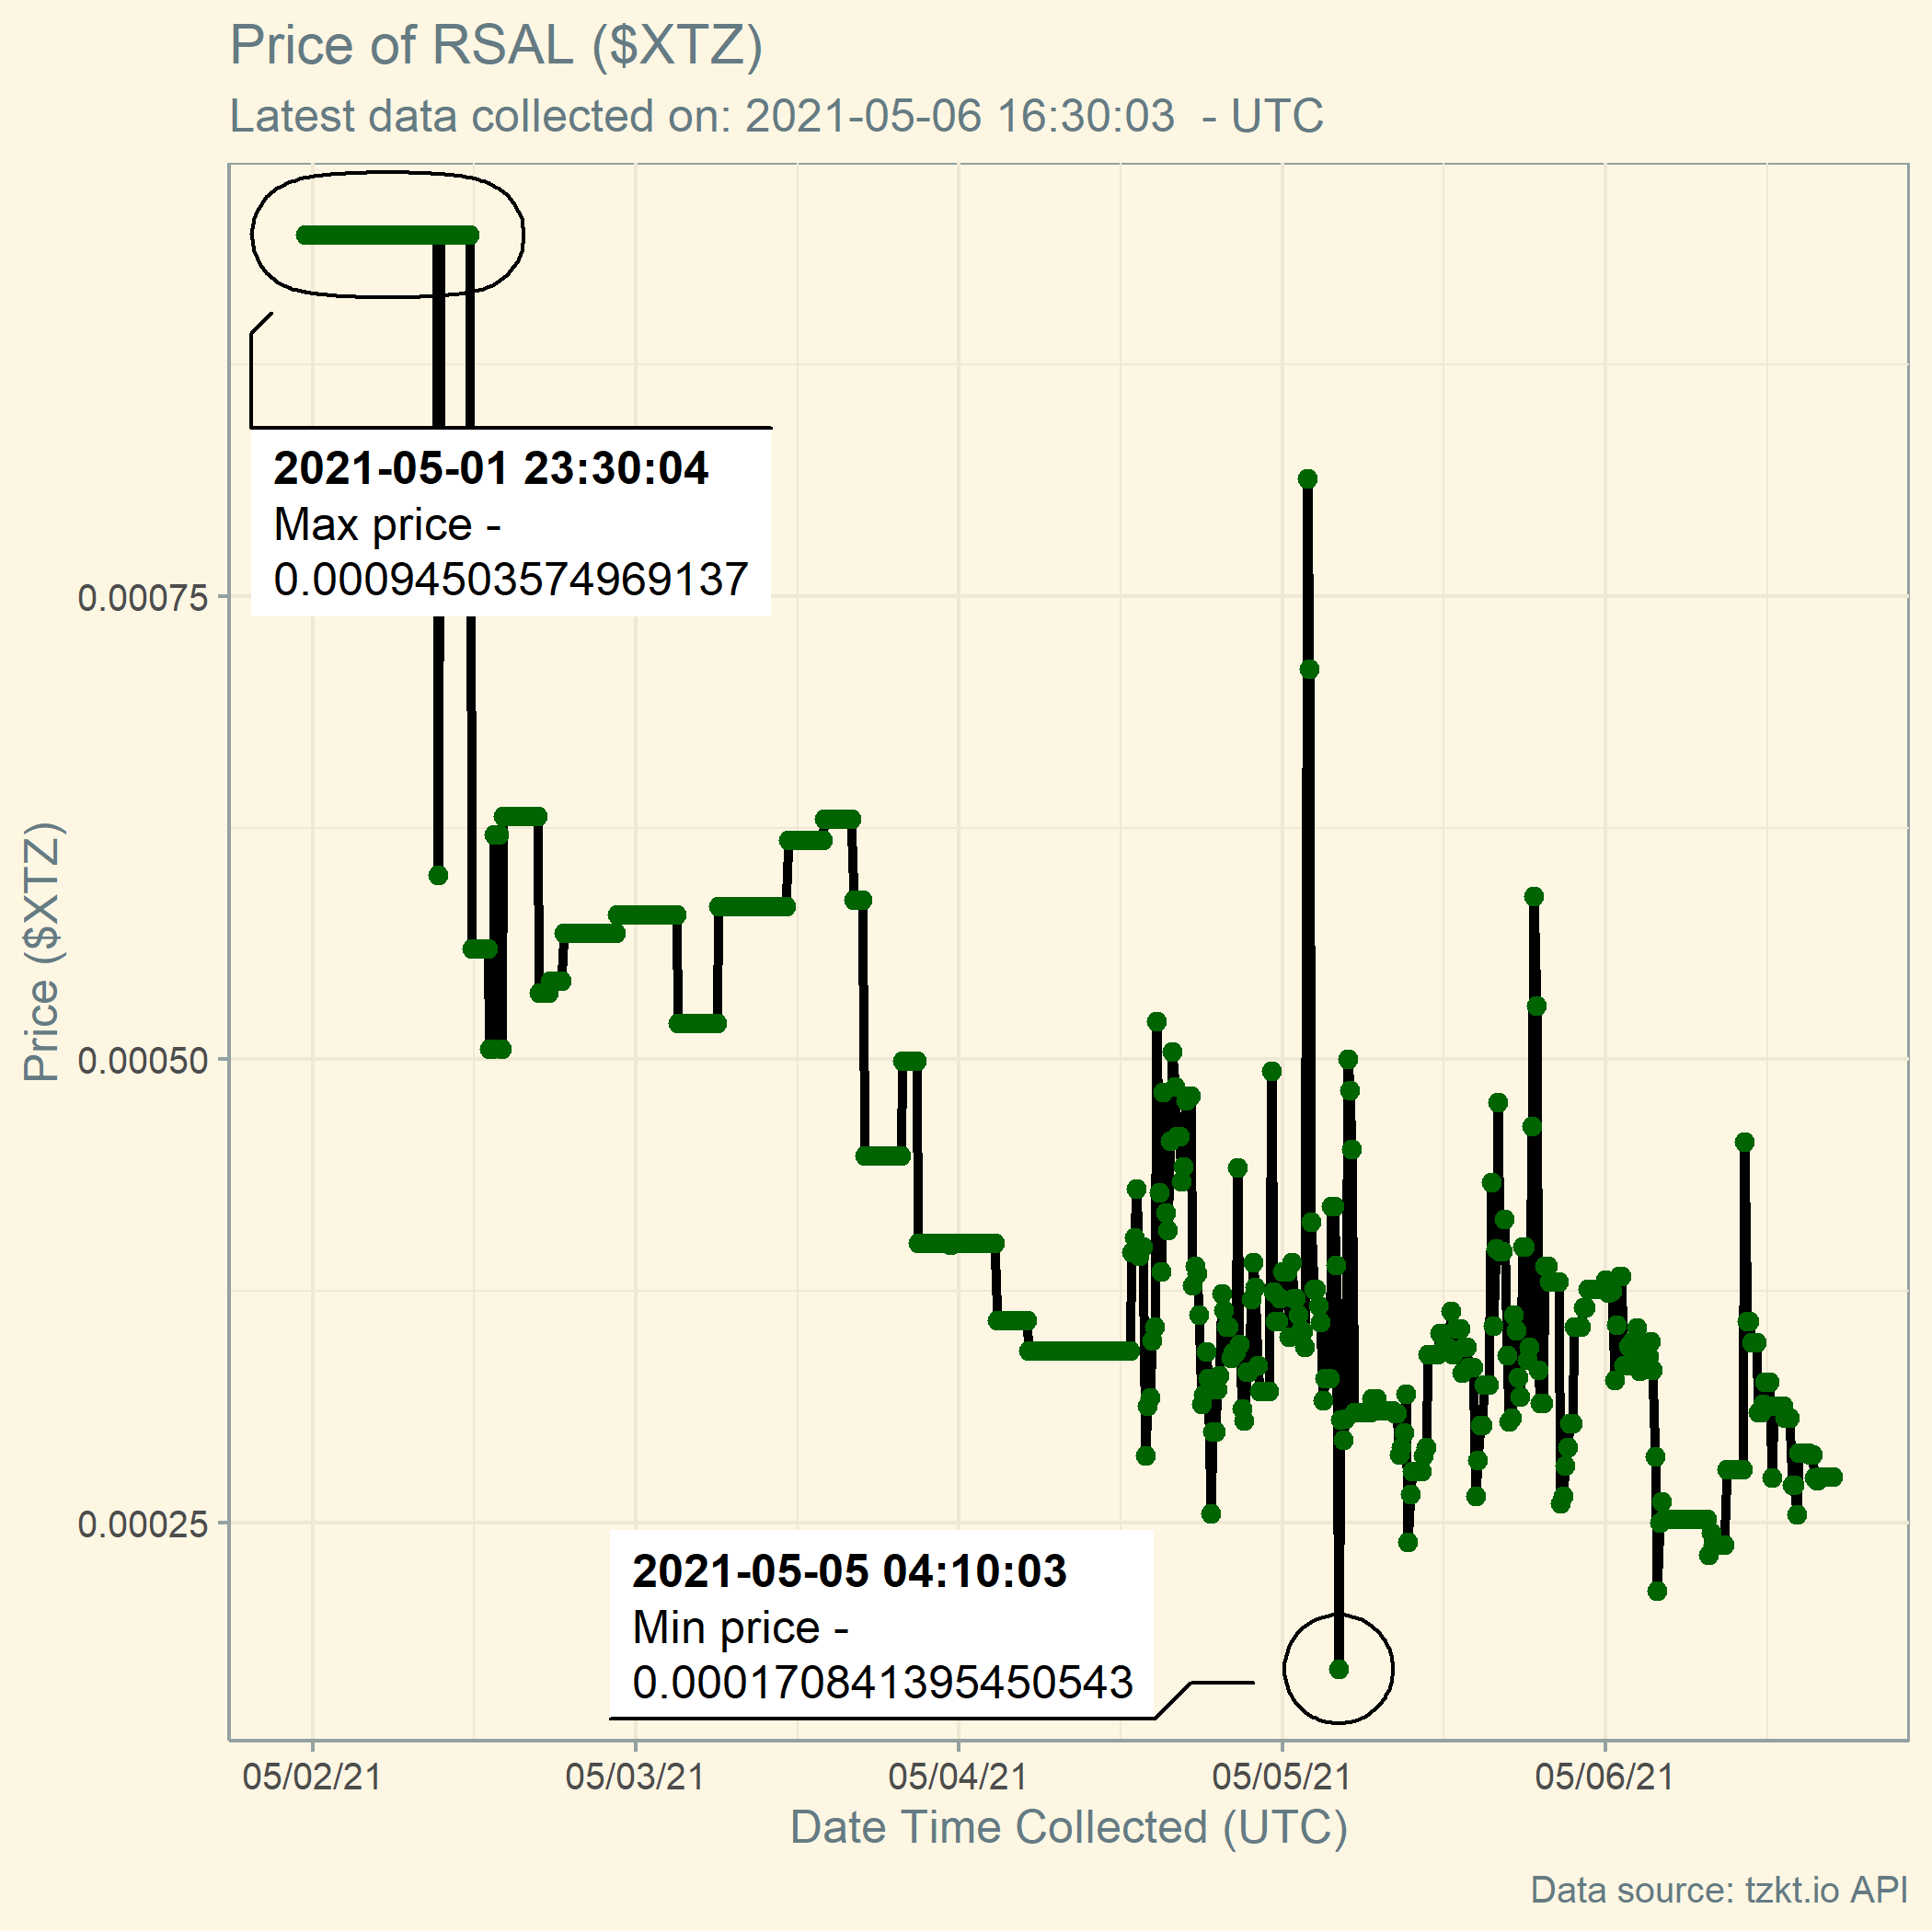 Price of RSAL ($XTZ)
Latest data collected on: 2021-05-06 16:30:03  - UTC
2021-05-01 23:30:04
Max price -
0.000945035749691​37
0.00075
Price ($XTZ)
0.00050
0.00025
2021-05-05 04:10:03
Min price -
0.000170841395450543
05/02/21
05/03/21
05/04/21
05/05/21
05/06/21
Date Time Collected (UTC)
Data source: tzkt.io API